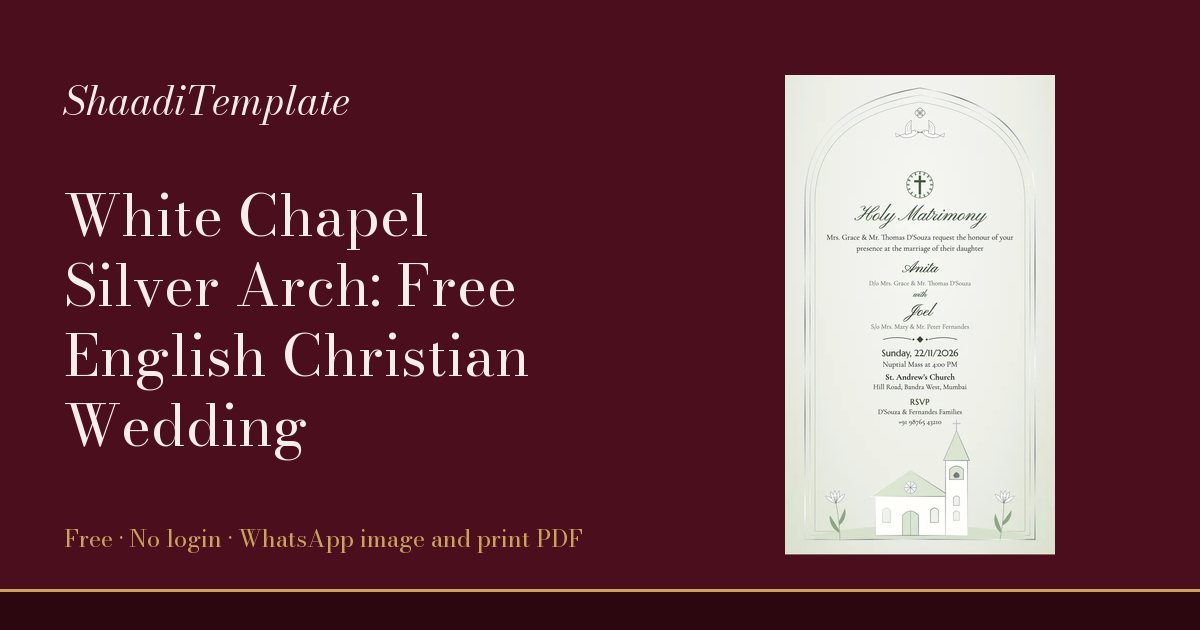 ShaadiTemplate
White Chapel
Silver Arch: Free
English Christian
Wedding
Free · No login · WhatsApp image and print PDF
Holy Matrimony
Mrs. Grace & Mr. Thomas D'Souza request the honour of your
presence at the marriage of their daughter
Anita
D/o Mrs. Grace & Mr. Thomas D'Souza
with
Joel
S/o Mrs. Mary & Mr. Peter Fernandes
Sunday, 22/11/2026
Nuptial Mass at 4:00 PM
St. Andrew's Church
Hill Road, Bandra West, Mumbai
RSVP
D'Souza & Fernandes Families
+91 98765 43210